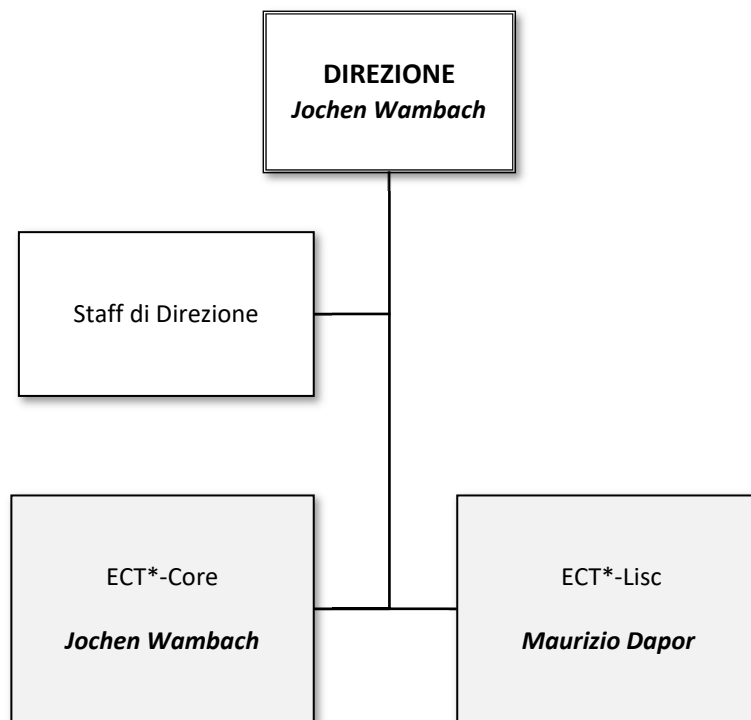 DIREZIONE
Jochen Wambach
Staff di Direzione
ECT*-Core
Jochen Wambach
ECT*-Lisc
Maurizio Dapor